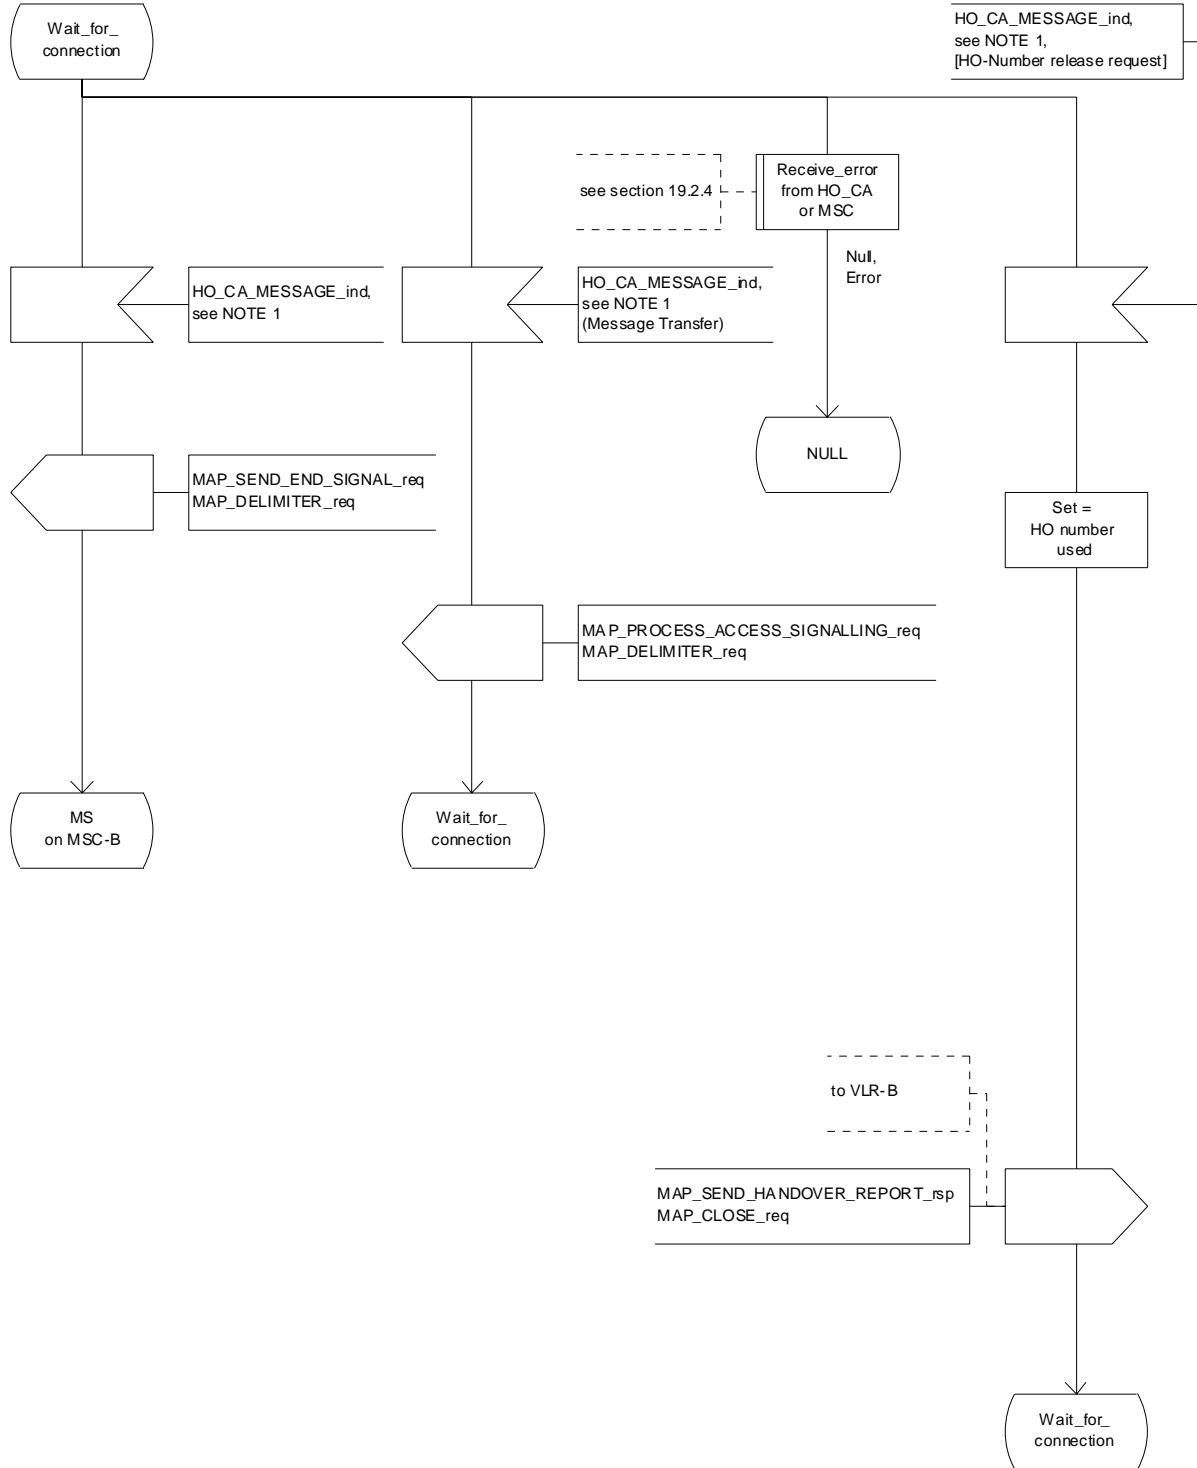 Wait_for_
connection
HO_CA_MESSAGE_ind,
see NOTE 1,
[HO-Number release request]
see section 19.2.4
Receive_error
from HO_CA
or MSC
Null,
Error
HO_CA_MESSAGE_ind,
see NOTE 1
HO_CA_MESSAGE_ind,
see NOTE 1
(Message Transfer)
NULL
MAP_SEND_END_SIGNAL_req
MAP_DELIMITER_req
Set =
HO number
used
MAP_PROCESS_ACCESS_SIGNALLING_req
MAP_DELIMITER_req
MS
on MSC-B
Wait_for_
connection
to VLR-B
MAP_SEND_HANDOVER_REPORT_rsp
MAP_CLOSE_req
Wait_for_
connection